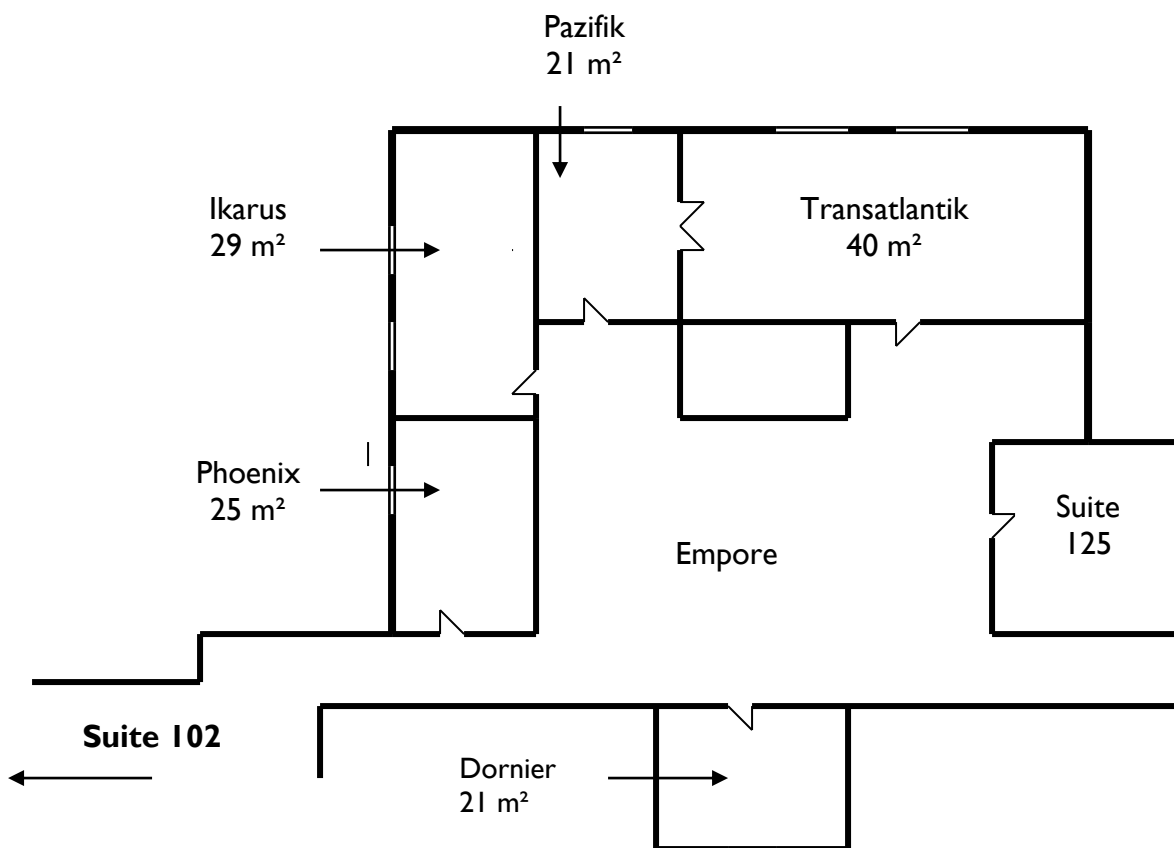 Pazifik
21 m²
Ikarus
29 m²
Transatlantik
40 m²
Phoenix
25 m²
Suite
125
Empore
Suite 102
Dornier
21 m²